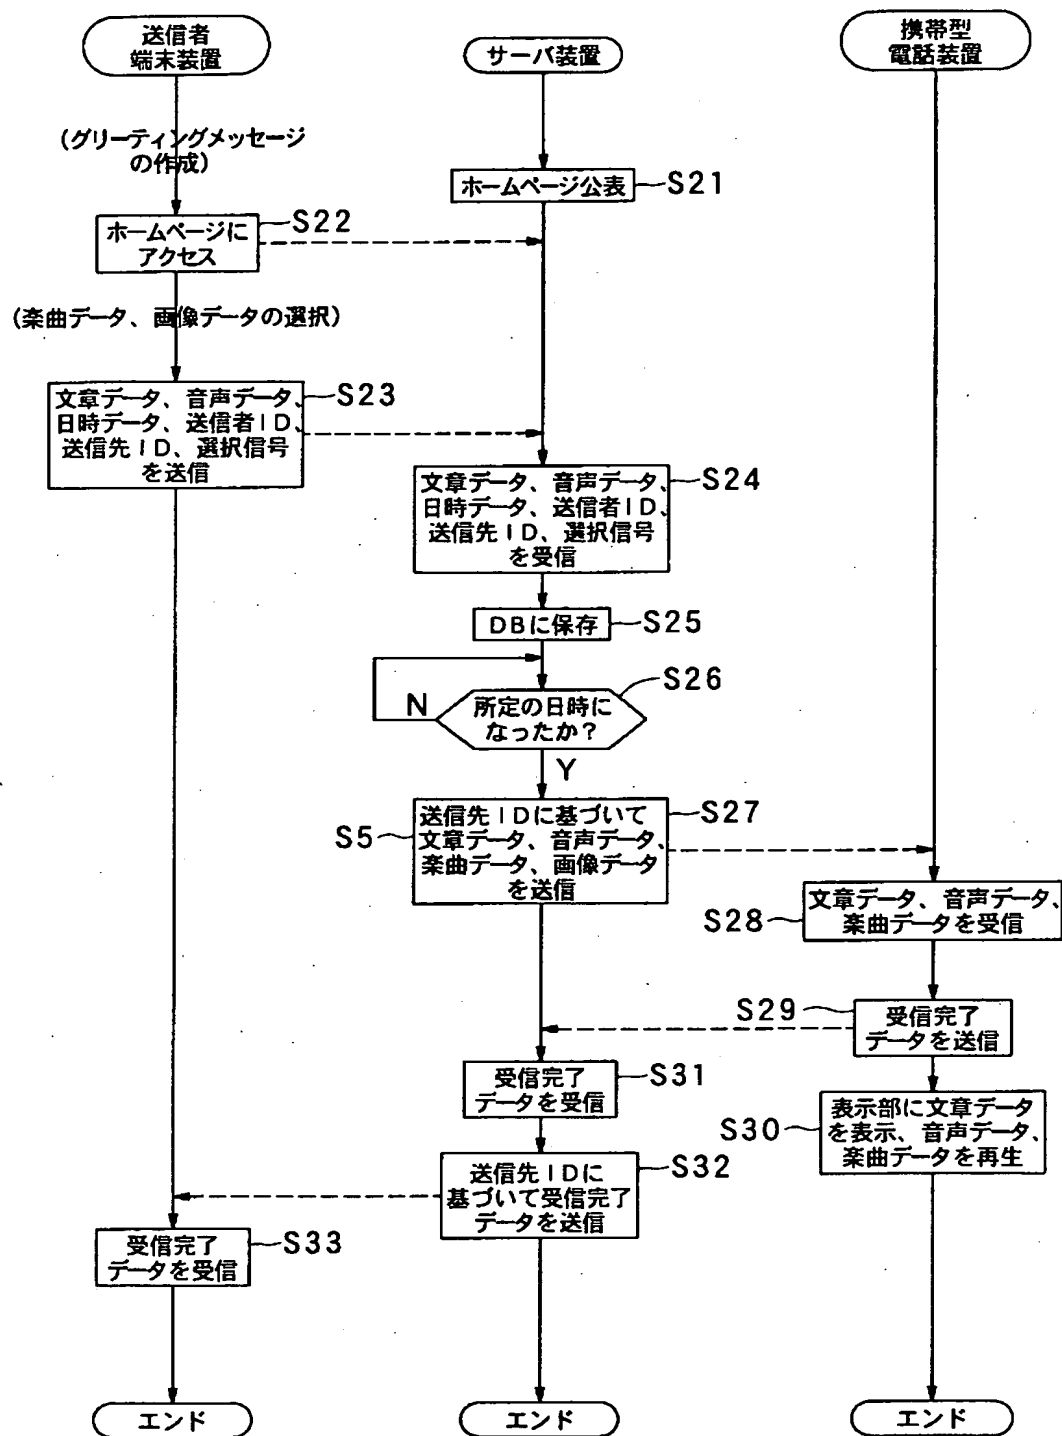 送信者
端末装置
サーバ装置
携帯型
電話装置
(グリーティングメッセージ
の作成)
ホームページ公表
S21
ホームページに
アクセス
S22
(楽曲データ、画像データの選択)
文章データ、音声データ、
日時データ、送信者ID、
送信先ID、選択信号
を送信
S23
文章データ、音声データ、
日時データ、送信者ID、
送信先ID、選択信号
を受信
S24
DBに保存
S25
所定の日時に
なったか?
S26
N
Y
S5
送信先IDに基づいて
文章データ、音声データ、
楽曲データ、画像データ
を送信
S27
S28
文章データ、音声データ、
楽曲データを受信
S29
受信完了
データを送信
受信完了
データを受信
S31
S30
表示部に文章データ
を表示、音声データ、
楽曲データを再生
送信先IDに
基づいて受信完了
データを送信
S32
受信完了
データを受信
S33
エンド
エンド
エンド